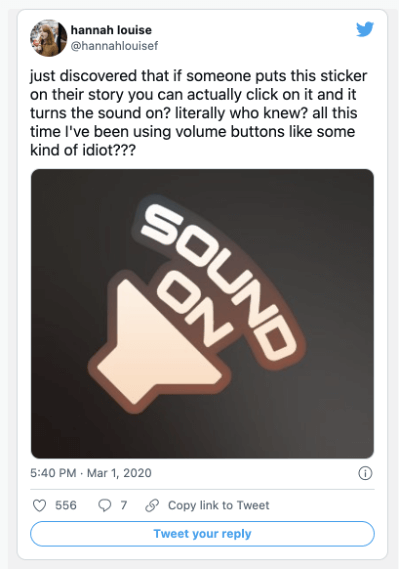 hannah louise
@hannahlouisef
just discovered that if someone puts this sticker
on their story you can actually click on it and it
turns the sound on? literally who knew? all this
time I've been using volume buttons like some
kind of idiot???
SOUND
ON
5:40 PM · Mar 1, 2020
556 7 Copy link to Tweet
Tweet your reply